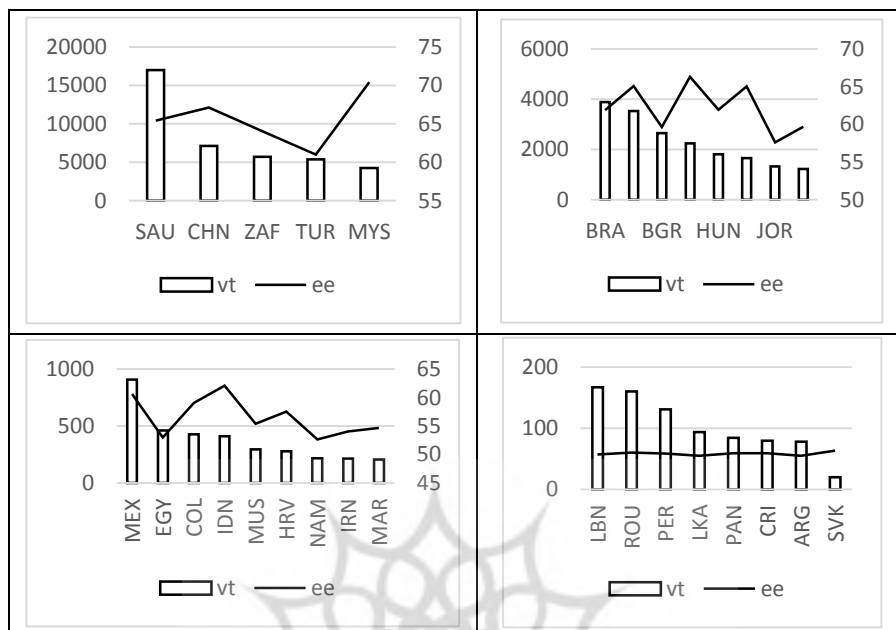 20000 75
15000 70
10000 65
5000 60
0 55
SAU CHN ZAF TUR MYS
vt ee
6000 70
4000 65
60
2000 55
0 50
BRA BGR HUN JOR
vt ee
1000 65
60
500 55
50
0 45
MEX EGY COL IDN MUS HRV NAM IRN MAR
vt ee
200
100
0
LBN ROU PER LKA PAN CRI ARG SVK
vt ee